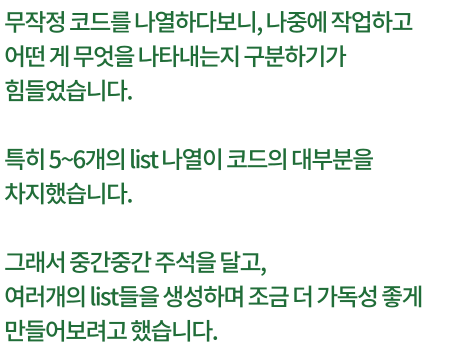 무작정 코드를 나열하다보니, 나중에 작업하고
어떤 게 무엇을 나타내는지 구분하기가
힘들었습니다.
특히 5~6개의 list 나열이 코드의 대부분을
차지했습니다.
그래서 중간중간 주석을 달고,
여러개의 list들을 생성하며 조금 더 가독성 좋게
만들어보려고 했습니다.